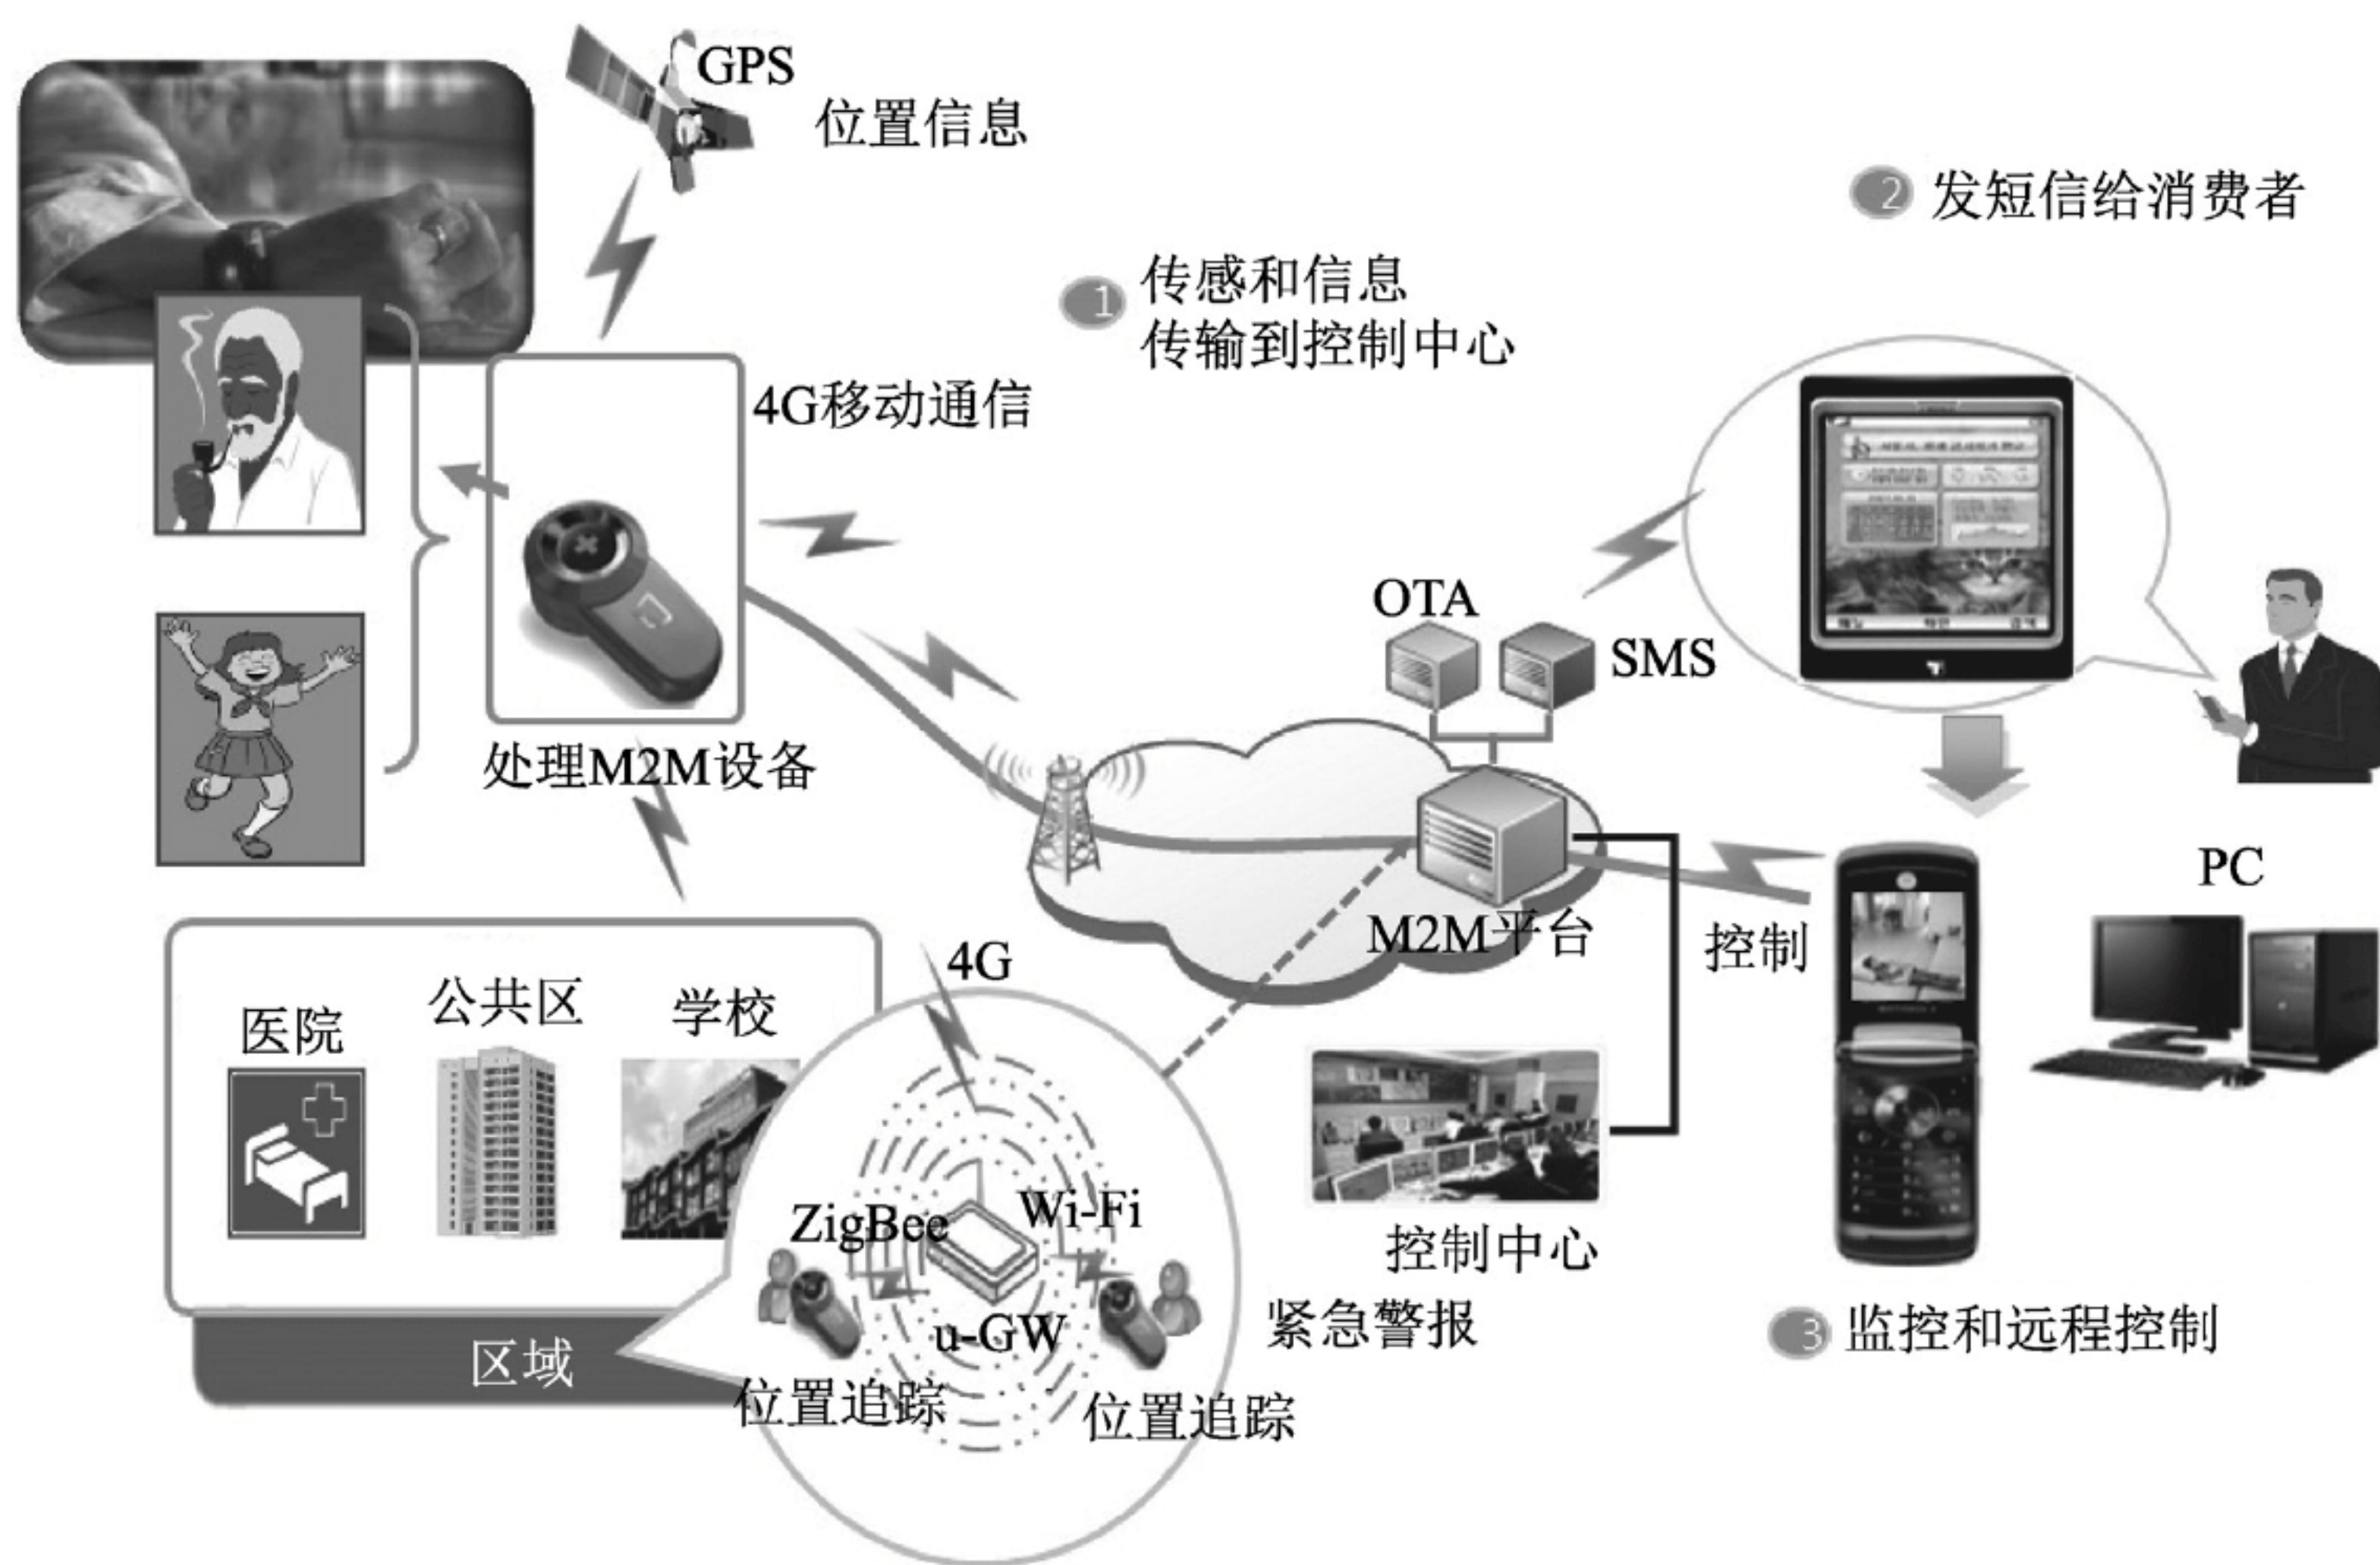 GPS
位置信息
2 发短信给消费者
1 传感和信息
传输到控制中心
4G移动通信
OTA
SMS
处理M2M设备
PC
M2M平台
控制
4G
医院
公共区
学校
ZigBee
Wi-Fi
u-GW
控制中心
紧急警报
3 监控和远程控制
区域
位置追踪
位置追踪